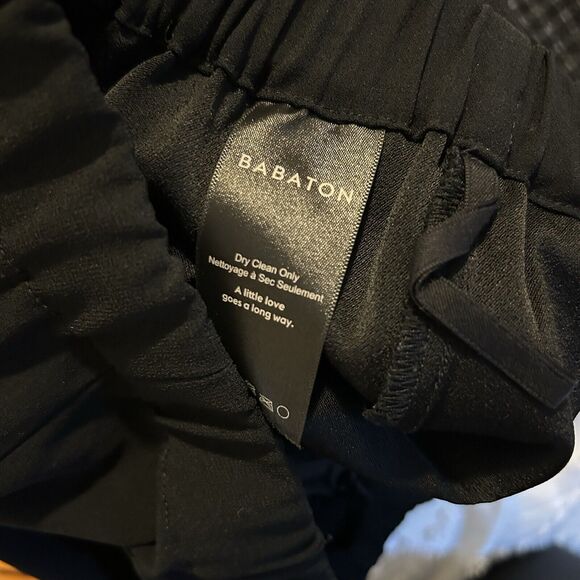 BABATON
Dry Clean Only
Nettoyage à Sec Seulement
A little love
goes a long way.